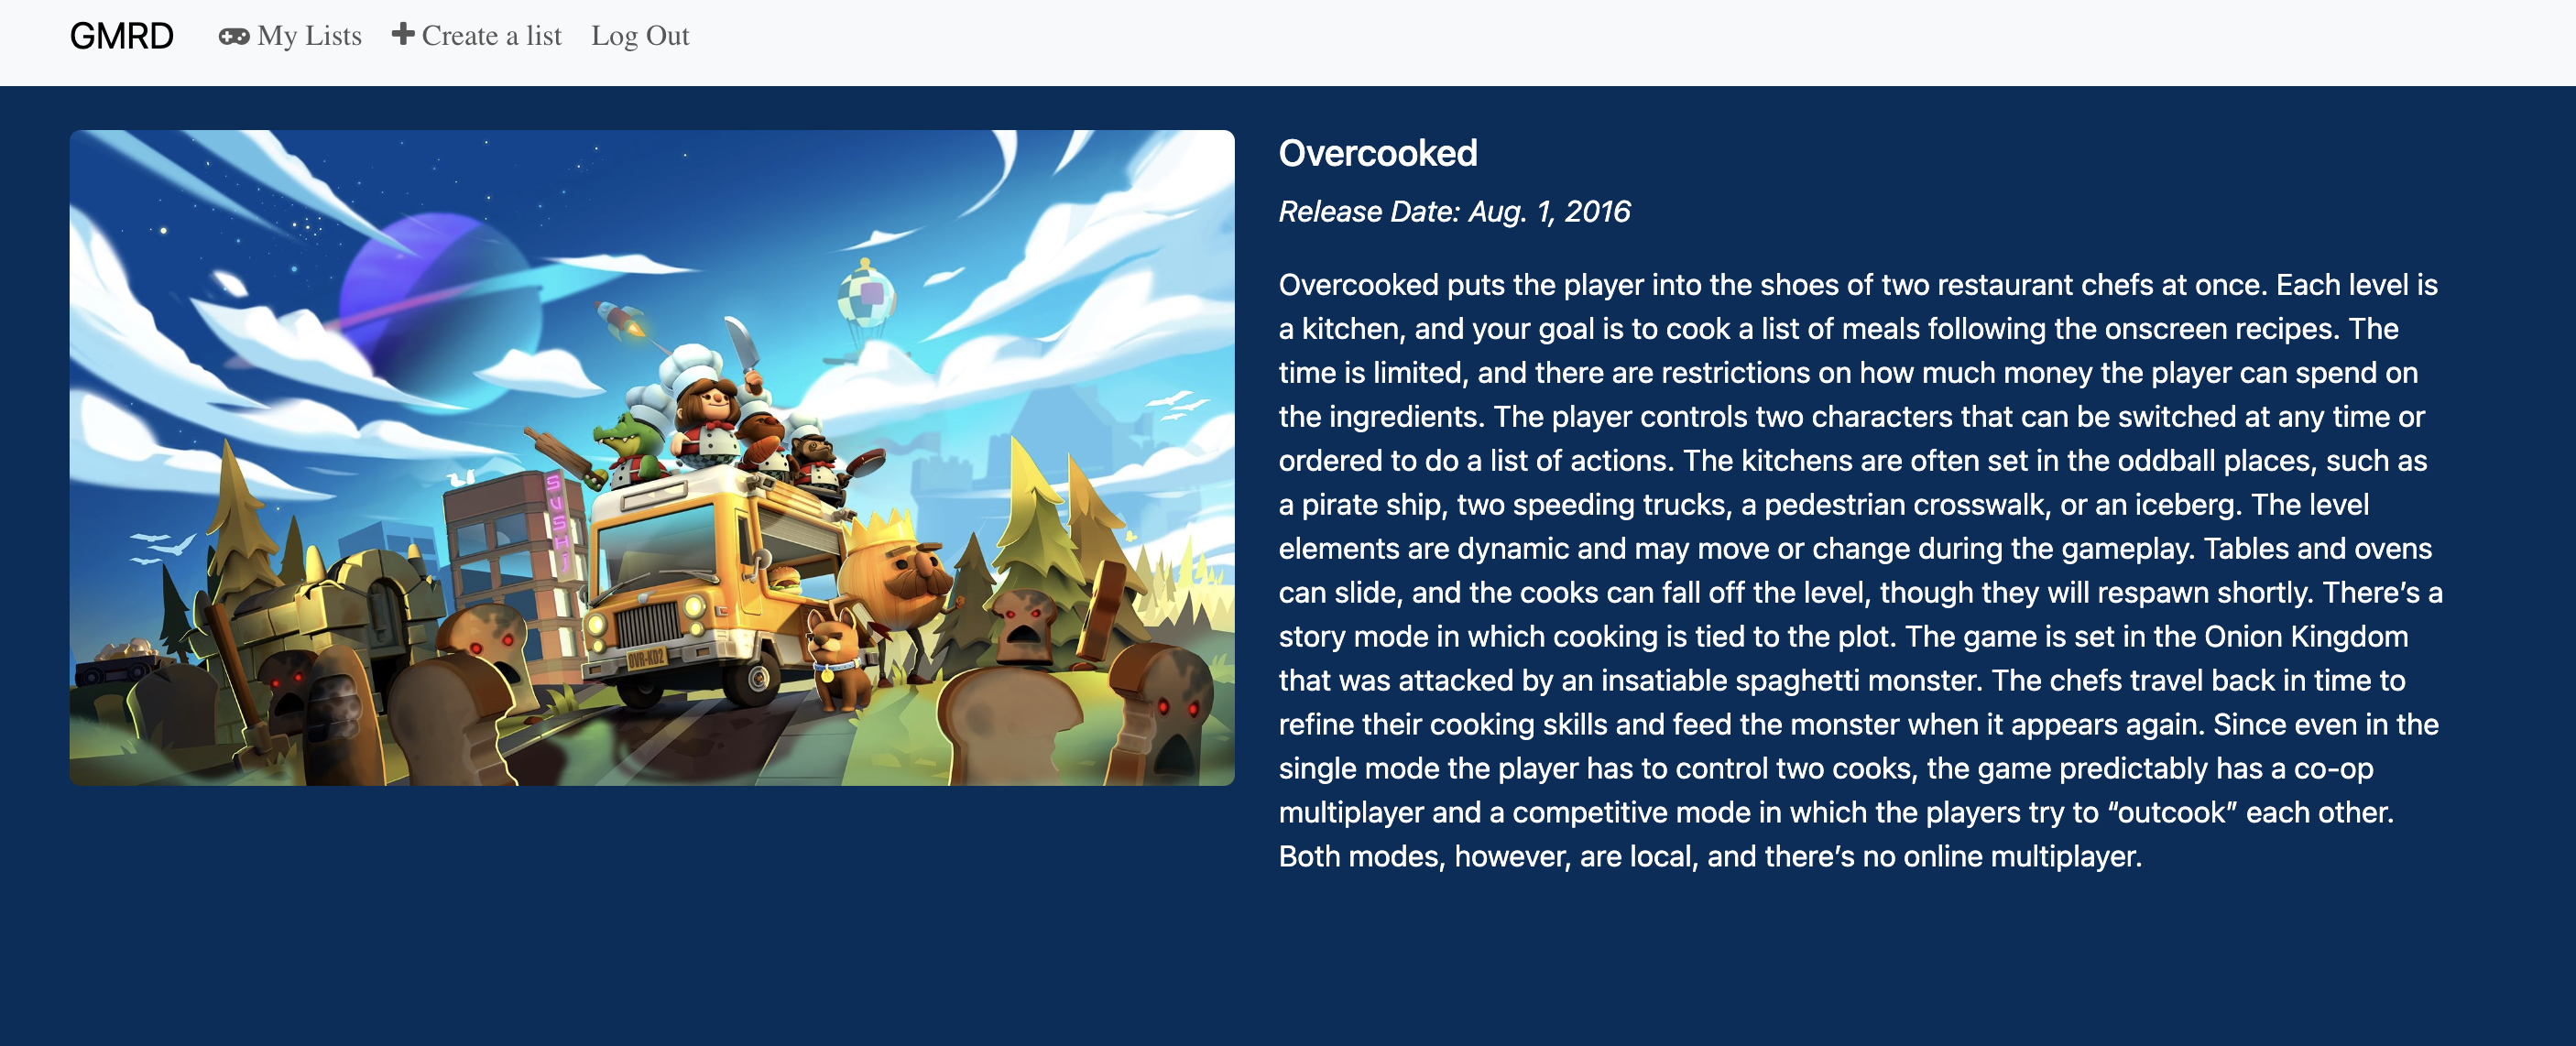 GMRD My Lists Create a list Log Out
SUSHI
OVR-KD2
Overcooked
Release Date: Aug. 1, 2016
Overcooked puts the player into the shoes of two restaurant chefs at once. Each level is
a kitchen, and your goal is to cook a list of meals following the onscreen recipes. The
time is limited, and there are restrictions on how much money the player can spend on
the ingredients. The player controls two characters that can be switched at any time or
ordered to do a list of actions. The kitchens are often set in the oddball places, such as
a pirate ship, two speeding trucks, a pedestrian crosswalk, or an iceberg. The level
elements are dynamic and may move or change during the gameplay. Tables and ovens
can slide, and the cooks can fall off the level, though they will respawn shortly. There’s a
story mode in which cooking is tied to the plot. The game is set in the Onion Kingdom
that was attacked by an insatiable spaghetti monster. The chefs travel back in time to
refine their cooking skills and feed the monster when it appears again. Since even in the
single mode the player has to control two cooks, the game predictably has a co-op
multiplayer and a competitive mode in which the players try to “outcook” each other.
Both modes, however, are local, and there’s no online multiplayer.